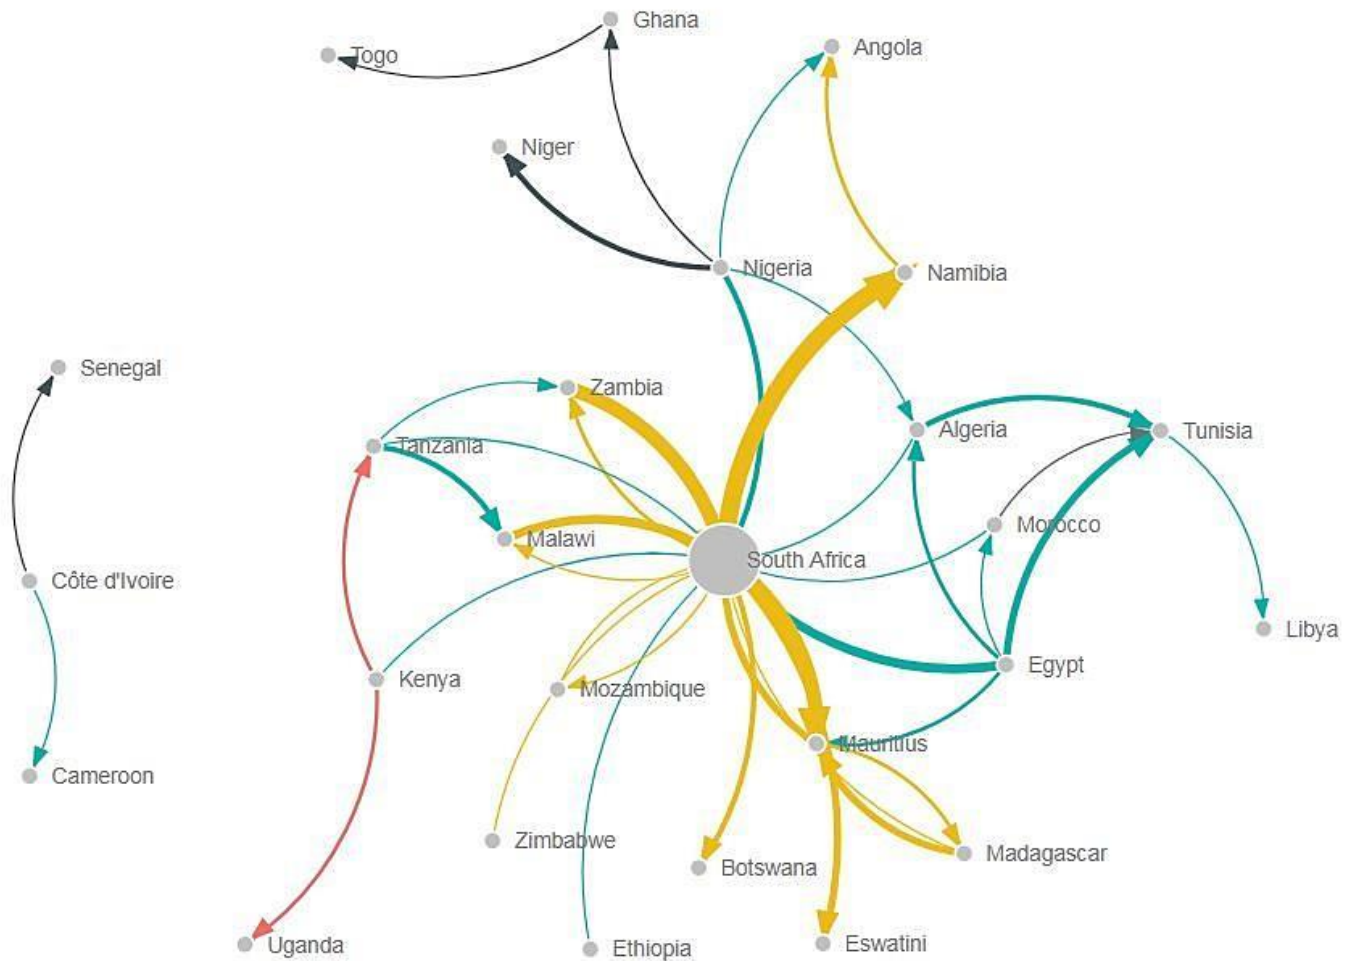 Ghana
Togo
Angola
Niger
Nigeria
Namibia
Senegal
Zambia
Tanzania
Algeria
Tunisia
Malawi
Morocco
South Africa
Côte d'Ivoire
Libya
Kenya
Mozambique
Egypt
Mauritius
Cameroon
Zimbabwe
Botswana
Madagascar
Uganda
Ethiopia
Eswatini